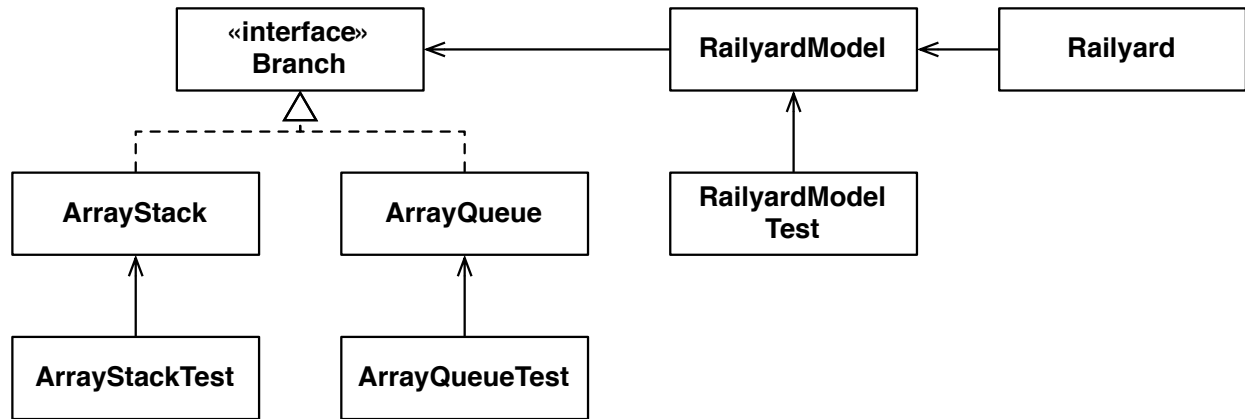 «interface»
Branch
RailyardModel
Railyard
ArrayStack
ArrayQueue
RailyardModel
Test
ArrayStackTest
ArrayQueueTest